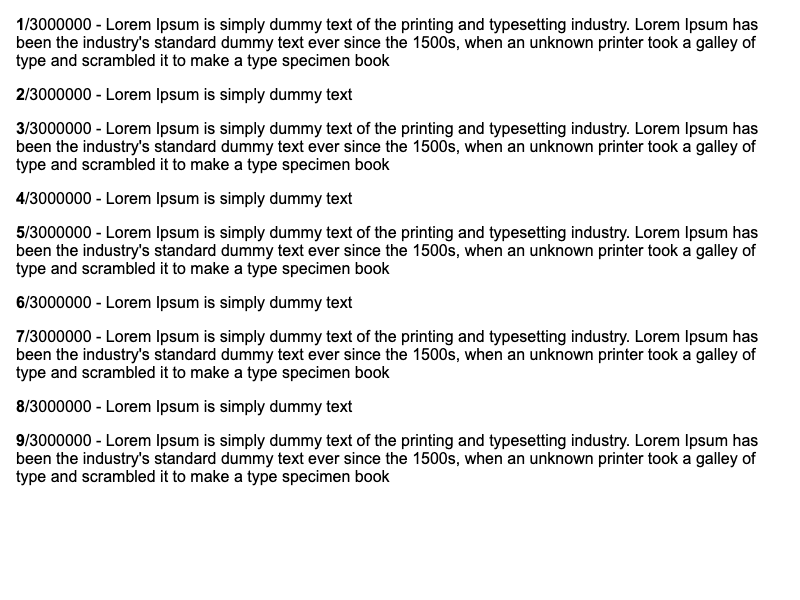 1/3000000 - Lorem Ipsum is simply dummy text of the printing and typesetting industry. Lorem Ipsum has
been the industry's standard dummy text ever since the 1500s, when an unknown printer took a galley of
type and scrambled it to make a type specimen book
2/3000000 - Lorem Ipsum is simply dummy text
3/3000000 - Lorem Ipsum is simply dummy text of the printing and typesetting industry. Lorem Ipsum has
been the industry's standard dummy text ever since the 1500s, when an unknown printer took a galley of
type and scrambled it to make a type specimen book
4/3000000 - Lorem Ipsum is simply dummy text
5/3000000 - Lorem Ipsum is simply dummy text of the printing and typesetting industry. Lorem Ipsum has
been the industry's standard dummy text ever since the 1500s, when an unknown printer took a galley of
type and scrambled it to make a type specimen book
6/3000000 - Lorem Ipsum is simply dummy text
7/3000000 - Lorem Ipsum is simply dummy text of the printing and typesetting industry. Lorem Ipsum has
been the industry's standard dummy text ever since the 1500s, when an unknown printer took a galley of
type and scrambled it to make a type specimen book
8/3000000 - Lorem Ipsum is simply dummy text
9/3000000 - Lorem Ipsum is simply dummy text of the printing and typesetting industry. Lorem Ipsum has
been the industry's standard dummy text ever since the 1500s, when an unknown printer took a galley of
type and scrambled it to make a type specimen book